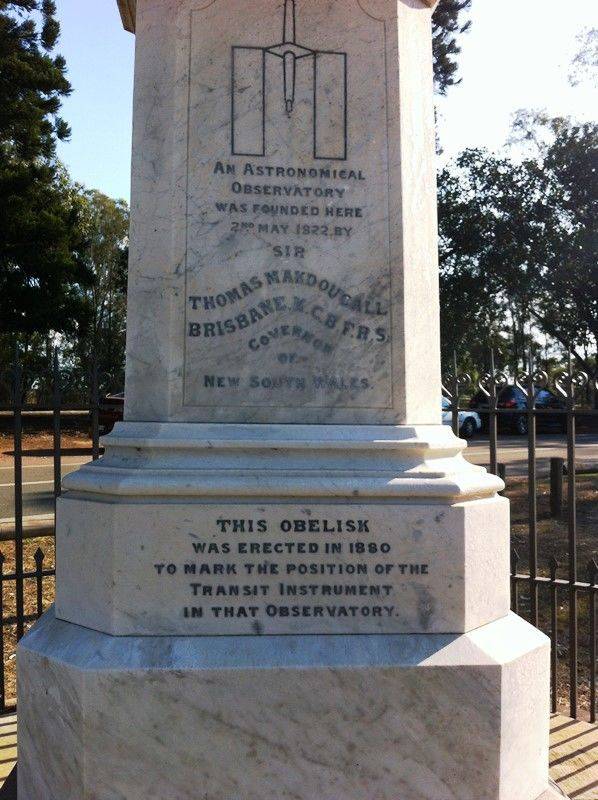 AN ASTRONOMICAL
OBSERVATORY
WAS FOUNDED HERE
2ND MAY 1822, BY
SIR
THOMAS MAKDOUGALL
BRISBANE, K.C.B, F.R.S,
GOVERNOR
OF
NEW SOUTH WALES.
THIS OBELISK
WAS ERECTED IN 1880
TO MARK THE POSITION OF THE
TRANSIT INSTRUMENT
IN THAT OBSERVATORY.